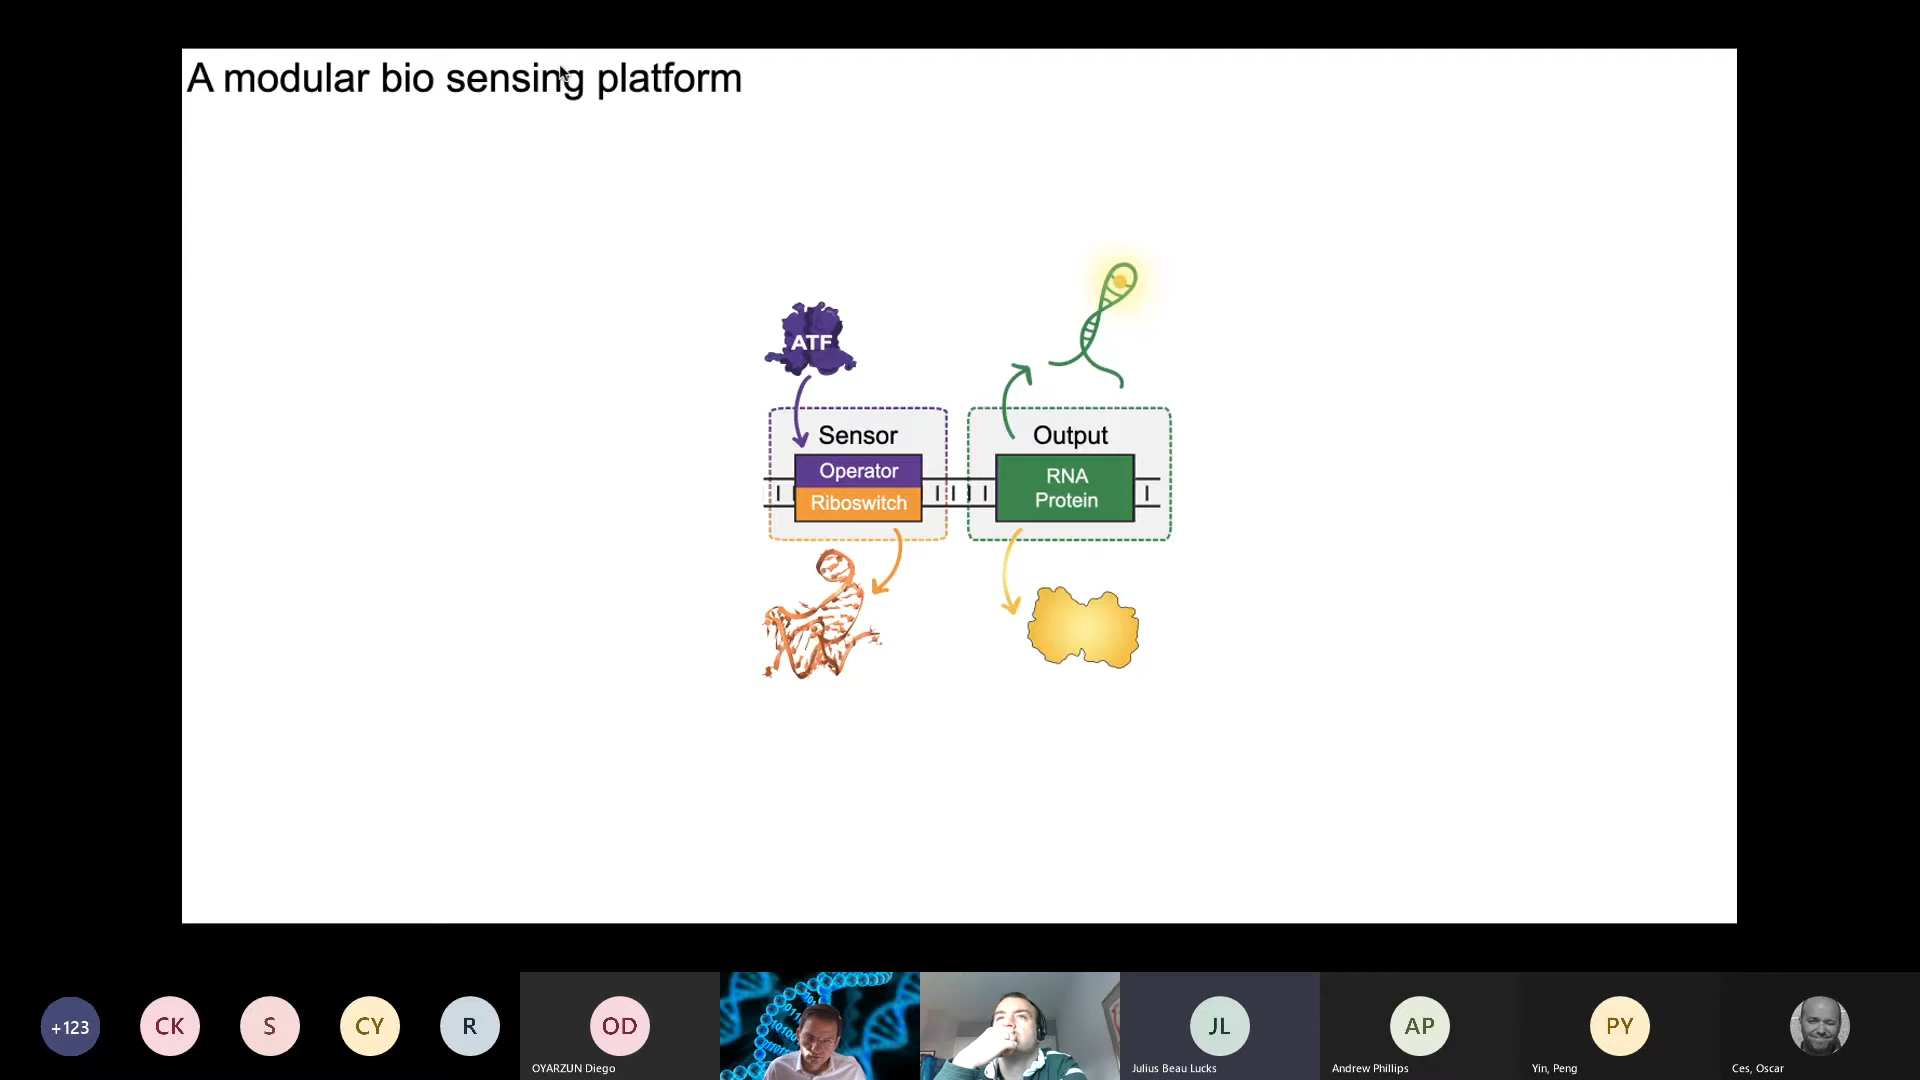 A modular bio sensing platform
ATF
Sensor
Output
Operator
Riboswitch
RNA
Protein
+123
CK
S
CY
R
OD
OYARZUN Diego
JL
Julius Beau Lucks
AP
Andrew Phillips
PY
Yin, Peng
Ces, Oscar